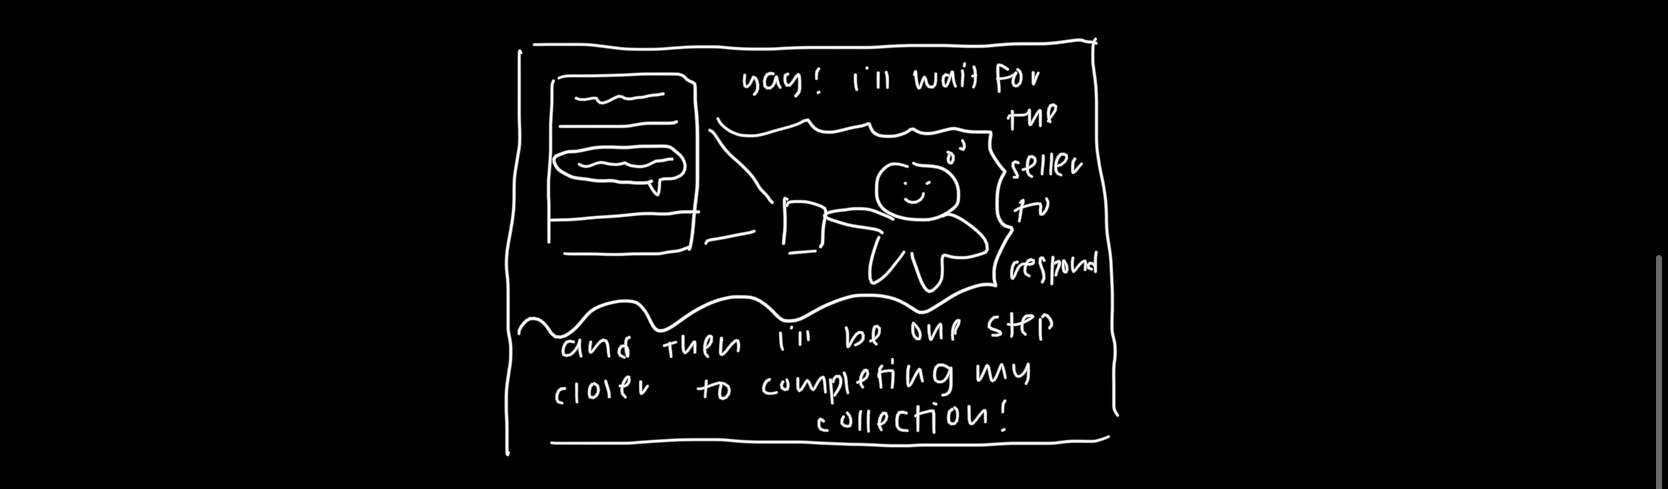 yay! i'll wait for
the
seller
to
respond
and then i'll be one step
closer to completing my
collection!